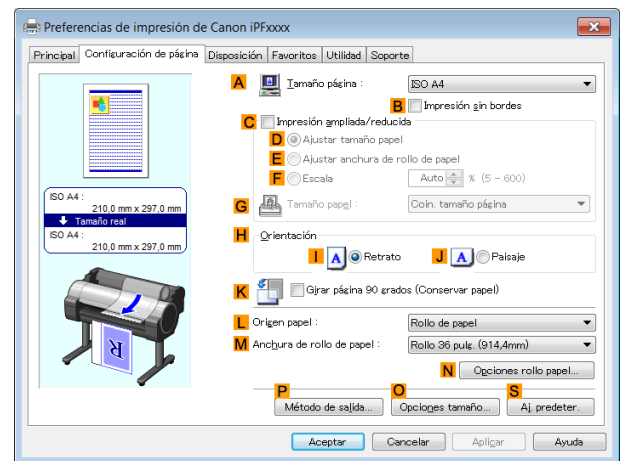 Preferencias de impresión de Canon iPFxxxx
Principal Configuración de página Disposición Favoritos Utilidad Soporte
A Tamaño página : ISO A4
B Impresión sin bordes
C Impresión ampliada/reducida
D Ajustar tamaño papel
E Ajustar anchura de rollo de papel
F Escala Auto % (5 - 600)
G Tamaño papel : Coin. tamaño página
ISO A4 :
210,0 mm x 297,0 mm
Tamaño real
ISO A4 :
210,0 mm x 297,0 mm
H Orientación
I A Retrato J A Paisaje
K Girar página 90 grados (Conservar papel)
L Origen papel : Rollo de papel
M Anchura de rollo de papel : Rollo 36 pulg. (914,4mm)
N Opciones rollo papel...
P O S
Método de salida... Opciones tamaño... Aj. predeter.
R
Aceptar Cancelar Aplicar Ayuda